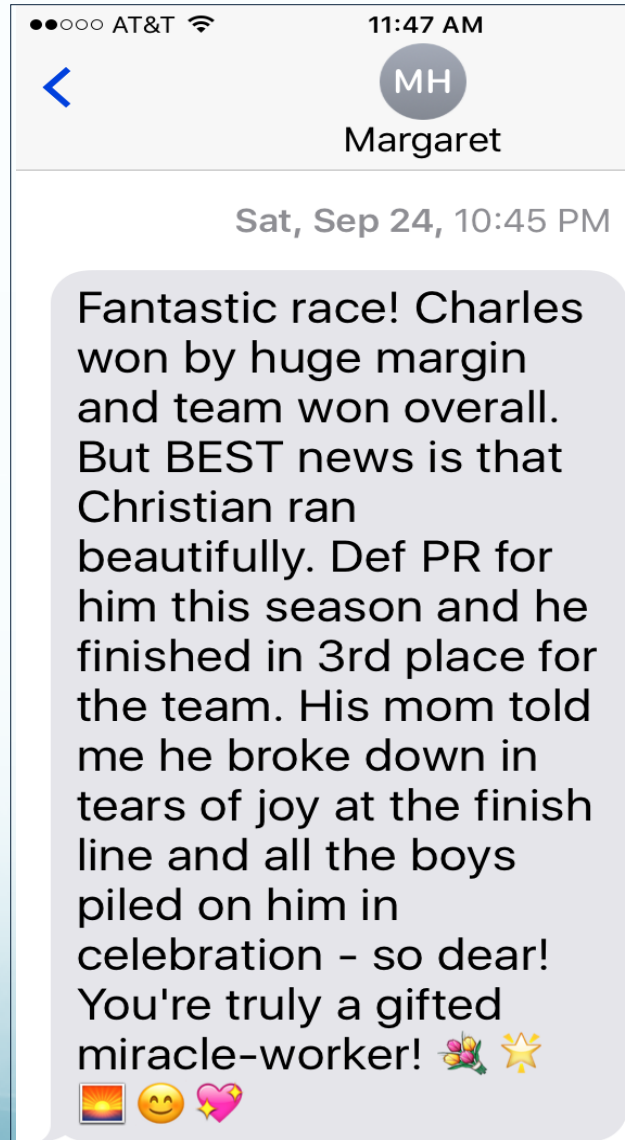 ●●○○○ AT&T 11:47 AM
MH
Margaret
Sat, Sep 24, 10:45 PM
Fantastic race! Charles
won by huge margin
and team won overall.
But BEST news is that
Christian ran
beautifully. Def PR for
him this season and he
finished in 3rd place for
the team. His mom told
me he broke down in
tears of joy at the finish
line and all the boys
piled on him in
celebration - so dear!
You're truly a gifted
miracle-worker! 💐 🌟
🌅 😊 💖